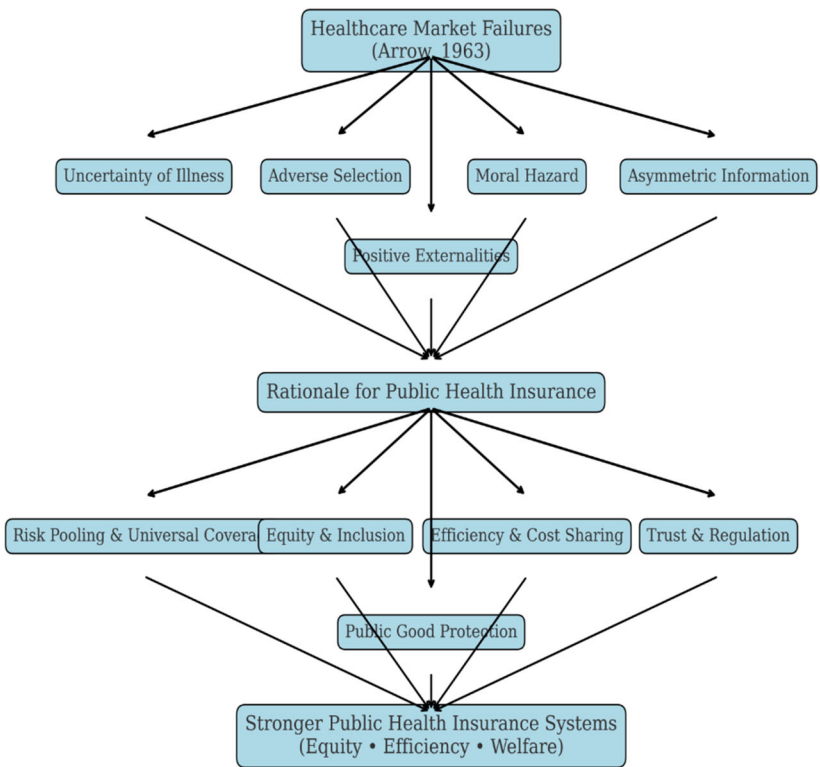 Healthcare Market Failures
(Arrow, 1963)
Uncertainty of Illness
Adverse Selection
Moral Hazard
Asymmetric Information
Positive Externalities
Rationale for Public Health Insurance
Risk Pooling & Universal Covera
Equity & Inclusion
Efficiency & Cost Sharing
Trust & Regulation
Public Good Protection
Stronger Public Health Insurance Systems
(Equity • Efficiency • Welfare)